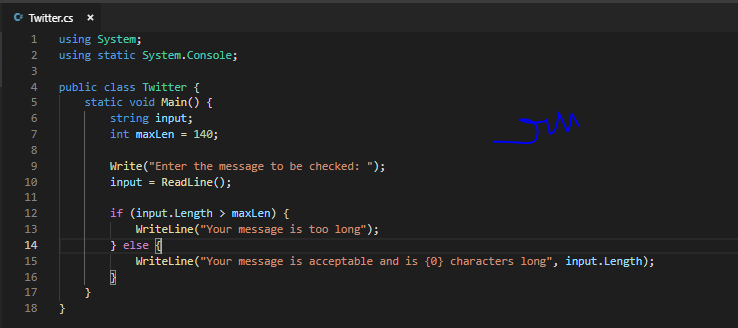 Twitter.cs ×
1 using System;
2 using static System.Console;
3
4 public class Twitter {
5     static void Main() {
6         string input;
7         int maxLen = 140;
8
9         Write("Enter the message to be checked: ");
10         input = ReadLine();
11
12         if (input.Length > maxLen) {
13             WriteLine("Your message is too long");
14         } else {
15             WriteLine("Your message is acceptable and is {0} characters long", input.Length);
16         }
17     }
18 }